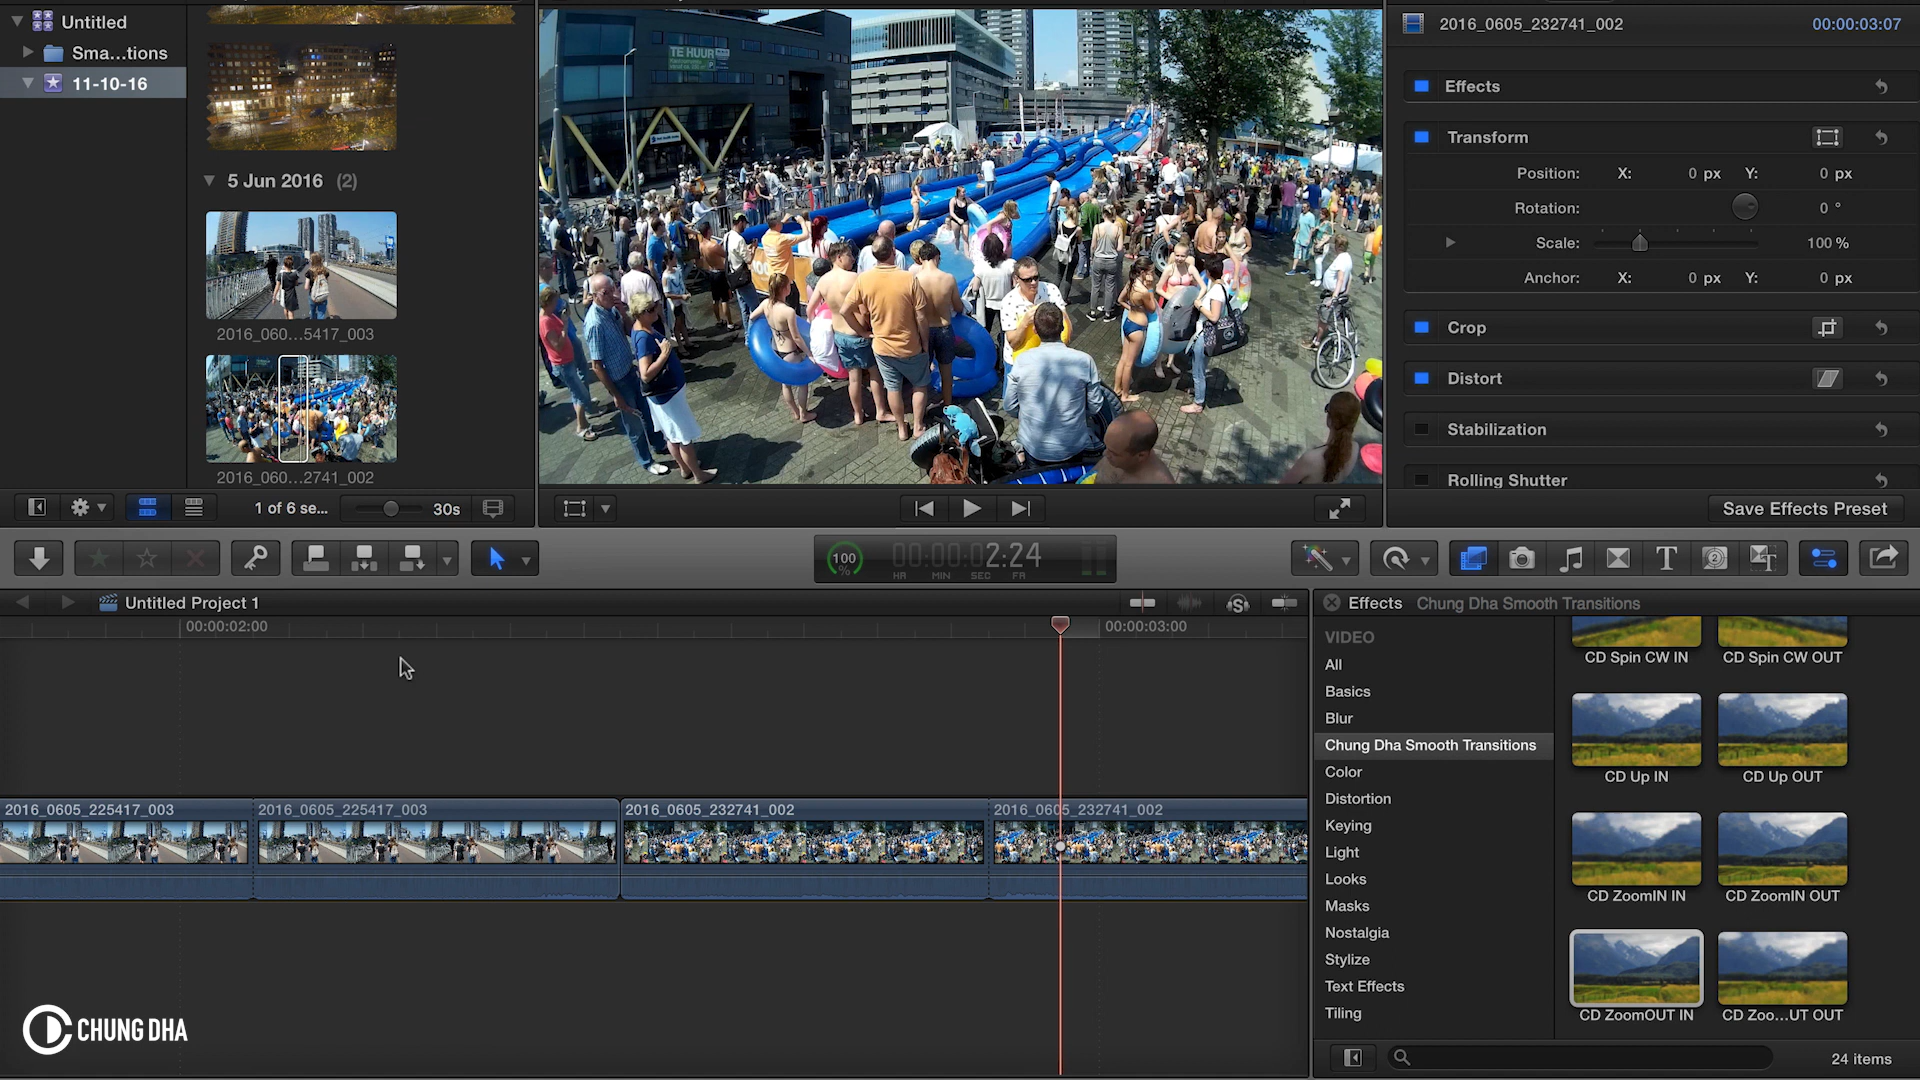 Untitled
Sma...tions
11-10-16
5 Jun 2016 (2)
2016_060...5417_003
2016_060...2741_002
1 of 6 se...
30s
TE HUUR
2016_0605_232741_002
00:00:03:07
Effects
Transform
Position: X: 0 px Y: 0 px
Rotation: 0 °
Scale: 100 %
Anchor: X: 0 px Y: 0 px
Crop
Distort
Stabilization
Rolling Shutter
Save Effects Preset
100 %
00:00:02:24
HR MIN SEC FR
Untitled Project 1
00:00:02:00
00:00:03:00
2016_0605_225417_003
2016_0605_225417_003
2016_0605_232741_002
2016_0605_232741_002
Effects Chung Dha Smooth Transitions
VIDEO
All
Basics
Blur
Chung Dha Smooth Transitions
Color
Distortion
Keying
Light
Looks
Masks
Nostalgia
Stylize
Text Effects
Tiling
CD Spin CW IN
CD Spin CW OUT
CD Up IN
CD Up OUT
CD ZoomIN IN
CD ZoomIN OUT
CD ZoomOUT IN
CD Zoo...UT OUT
24 items
CHUNG DHA